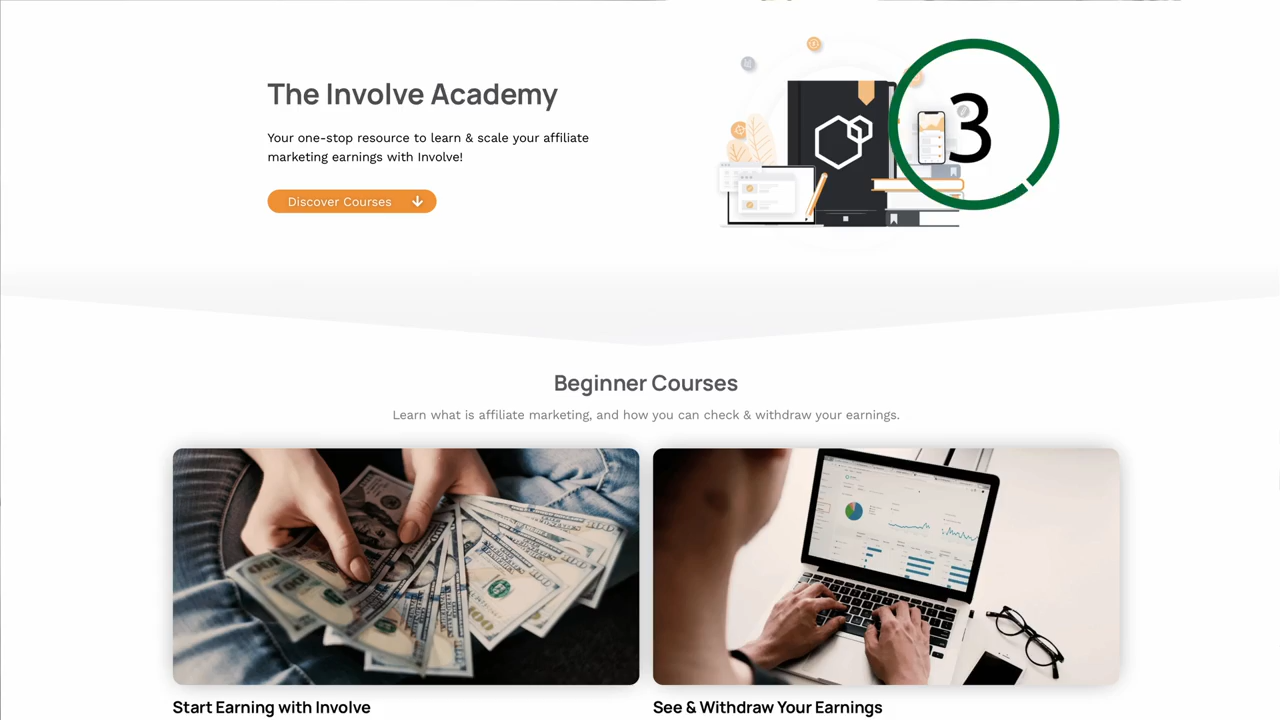 The Involve Academy
Your one-stop resource to learn & scale your affiliate
marketing earnings with Involve!
Discover Courses
3
Beginner Courses
Learn what is affiliate marketing, and how you can check & withdraw your earnings.
100
Start Earning with Involve
See & Withdraw Your Earnings